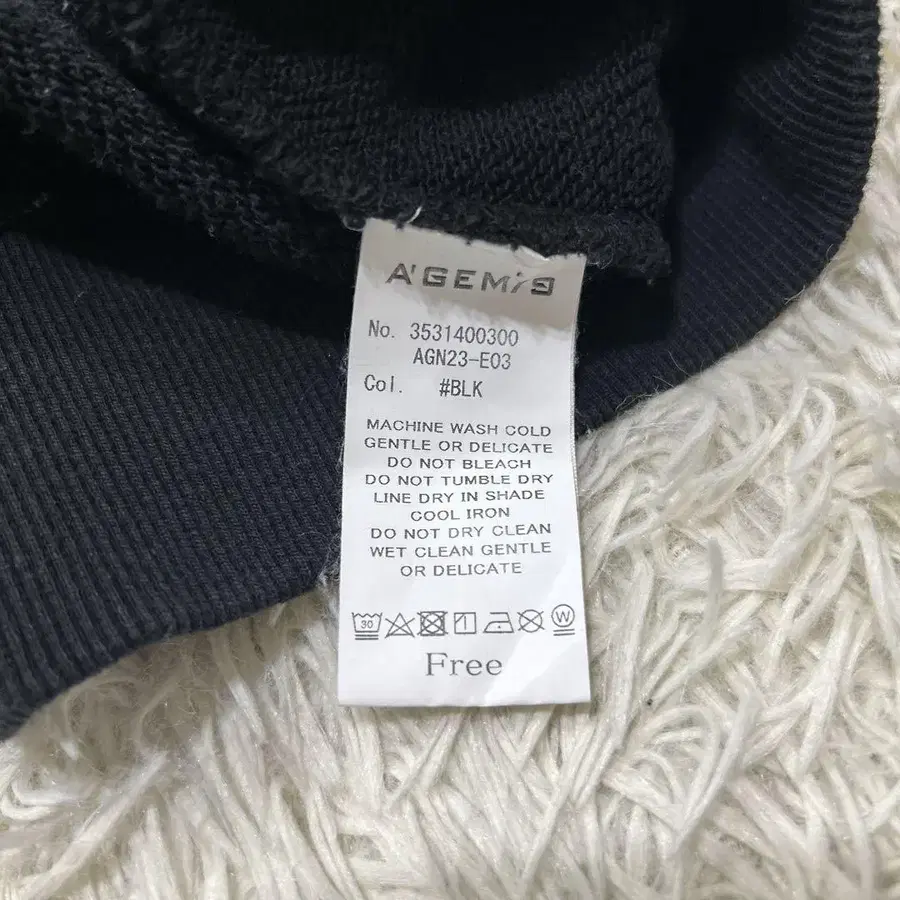 A'GEM/9
No. 3531400300
AGN23-E03
Col. #BLK
MACHINE WASH COLD
GENTLE OR DELICATE
DO NOT BLEACH
DO NOT TUMBLE DRY
LINE DRY IN SHADE
COOL IRON
DO NOT DRY CLEAN
WET CLEAN GENTLE
OR DELICATE
30 W
Free